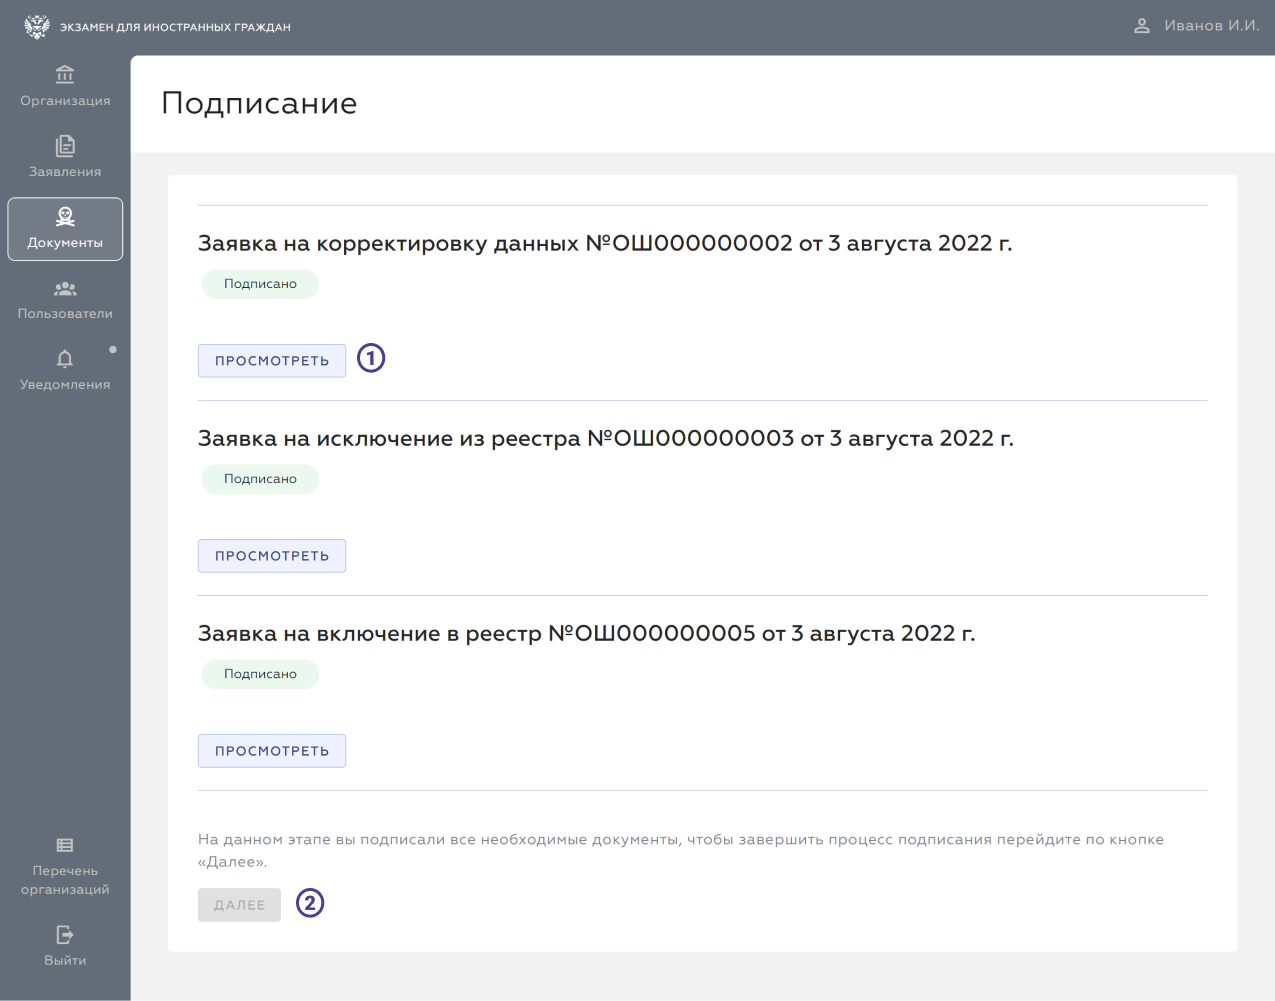 ЭКЗАМЕН ДЛЯ ИНОСТРАННЫХ ГРАЖДАН
Иванов И.И.
Организация
Заявления
Документы
Пользователи
Уведомления
Перечень
организаций
Выйти
Подписание
Заявка на корректировку данных №ОШ000000002 от 3 августа 2022 г.
Подписано
ПРОСМОТРЕТЬ
1
Заявка на исключение из реестра №ОШ000000003 от 3 августа 2022 г.
Подписано
ПРОСМОТРЕТЬ
Заявка на включение в реестр №ОШ000000005 от 3 августа 2022 г.
Подписано
ПРОСМОТРЕТЬ
На данном этапе вы подписали все необходимые документы, чтобы завершить процесс подписания перейдите по кнопке
«Далее».
ДАЛЕЕ
2